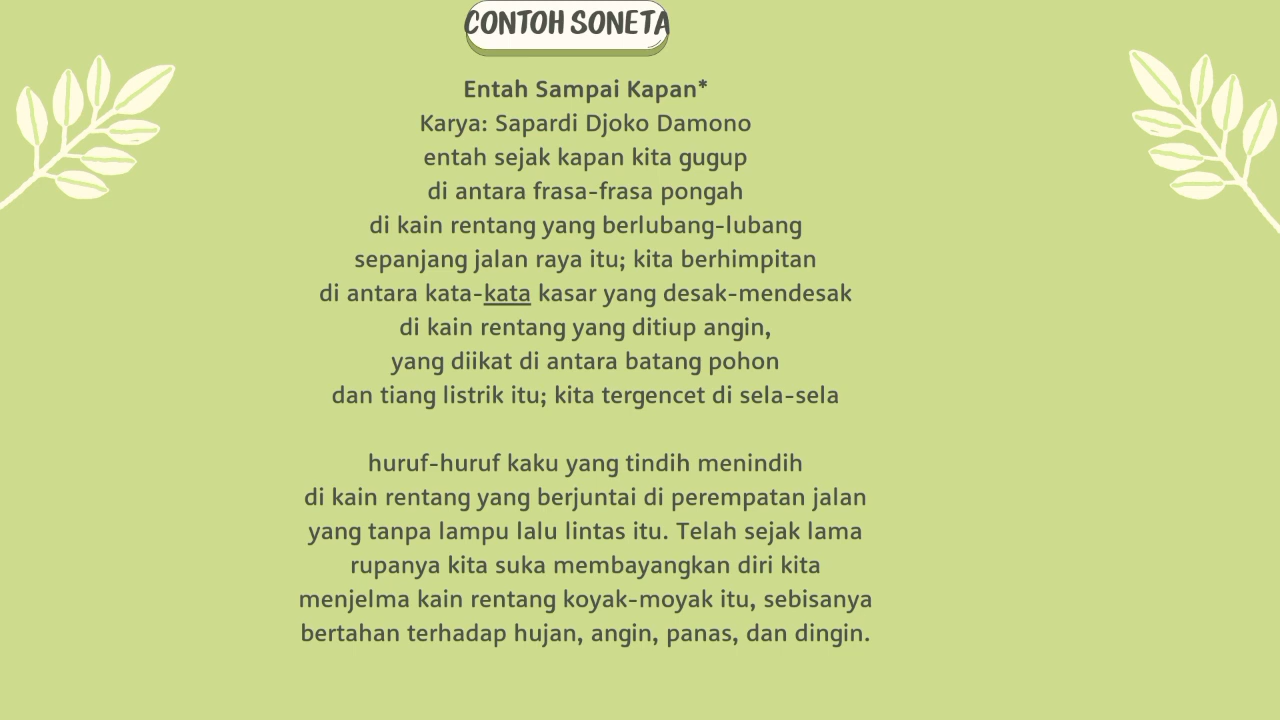 CONTOH SONETA
Entah Sampai Kapan*
Karya: Sapardi Djoko Damono
entah sejak kapan kita gugup
di antara frasa-frasa pongah
di kain rentang yang berlubang-lubang
sepanjang jalan raya itu; kita berhimpitan
di antara kata-kata kasar yang desak-mendesak
di kain rentang yang ditiup angin,
yang diikat di antara batang pohon
dan tiang listrik itu; kita tergencet di sela-sela
huruf-huruf kaku yang tindih menindih
di kain rentang yang berjuntai di perempatan jalan
yang tanpa lampu lalu lintas itu. Telah sejak lama
rupanya kita suka membayangkan diri kita
menjelma kain rentang koyak-moyak itu, sebisanya
bertahan terhadap hujan, angin, panas, dan dingin.